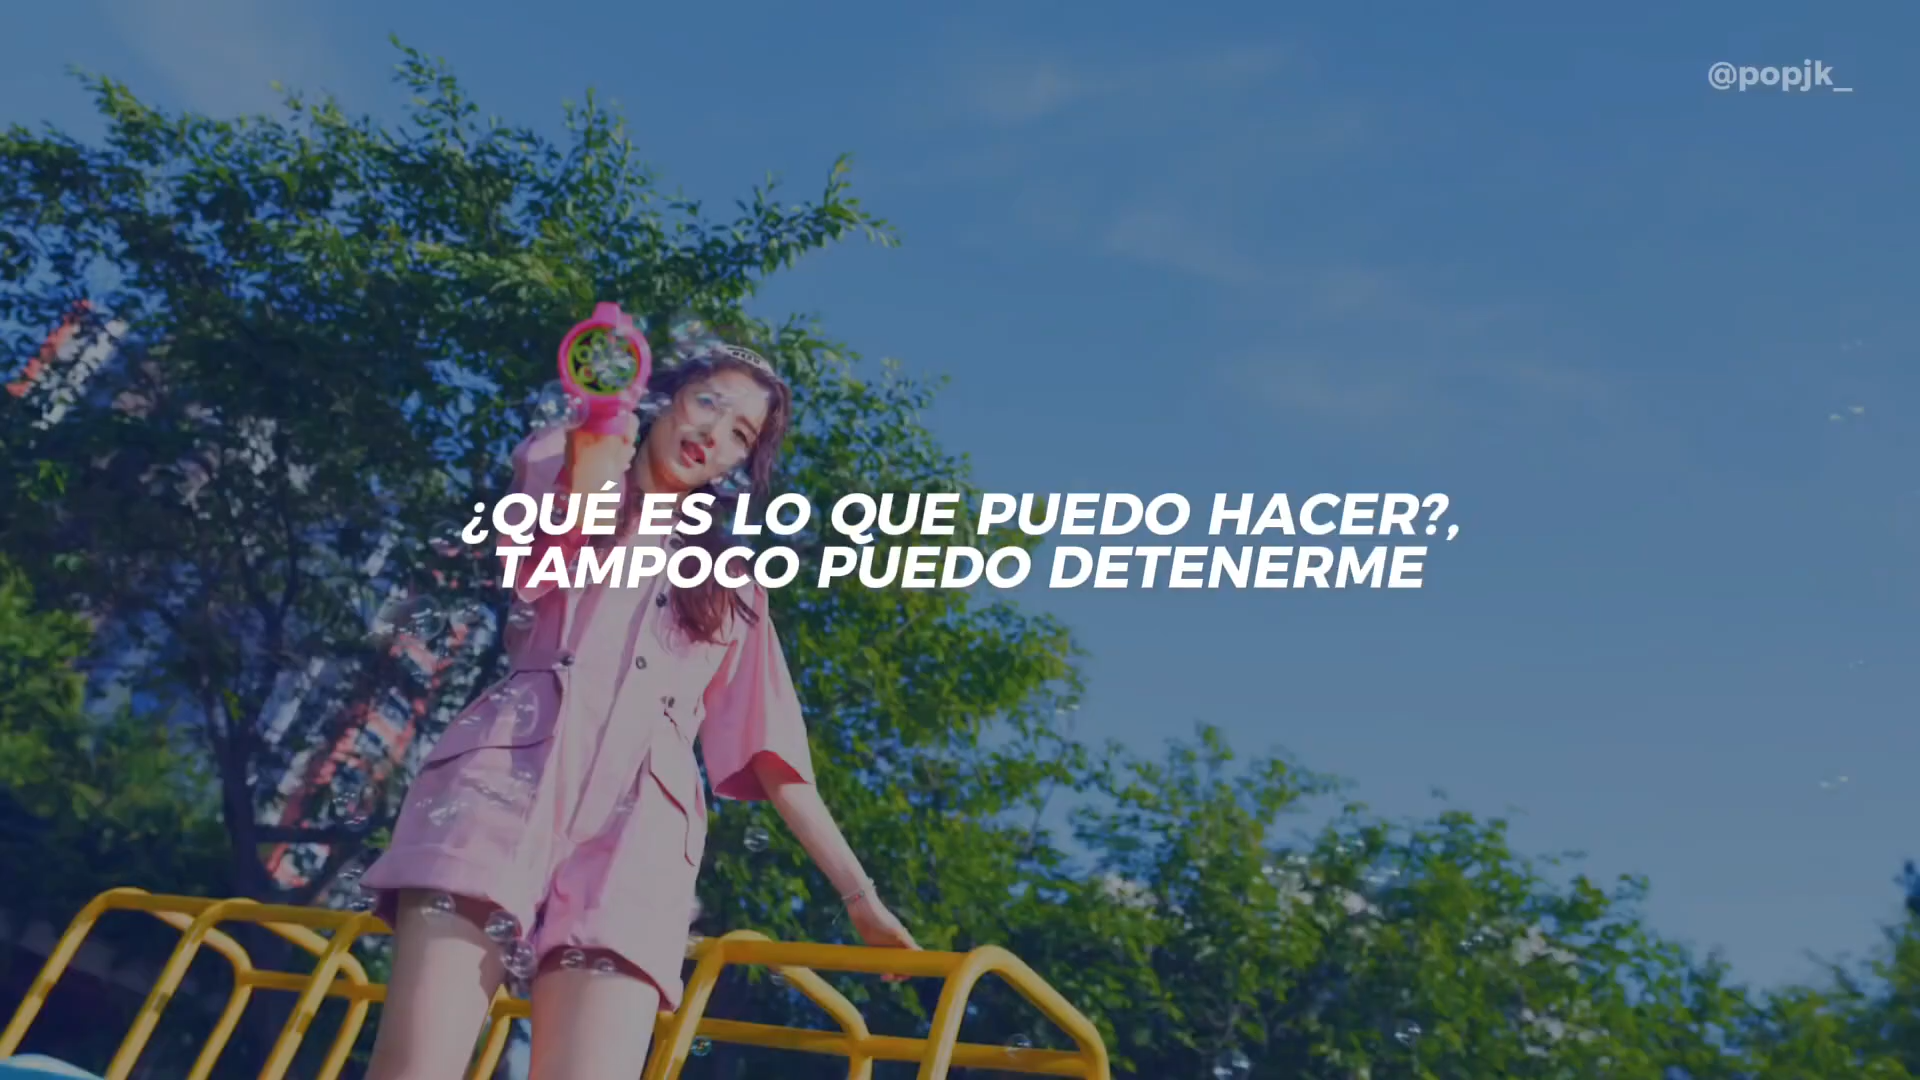 @popjk_
¿QUÉ ES LO QUE PUEDO HACER?,
TAMPOCO PUEDO DETENERME